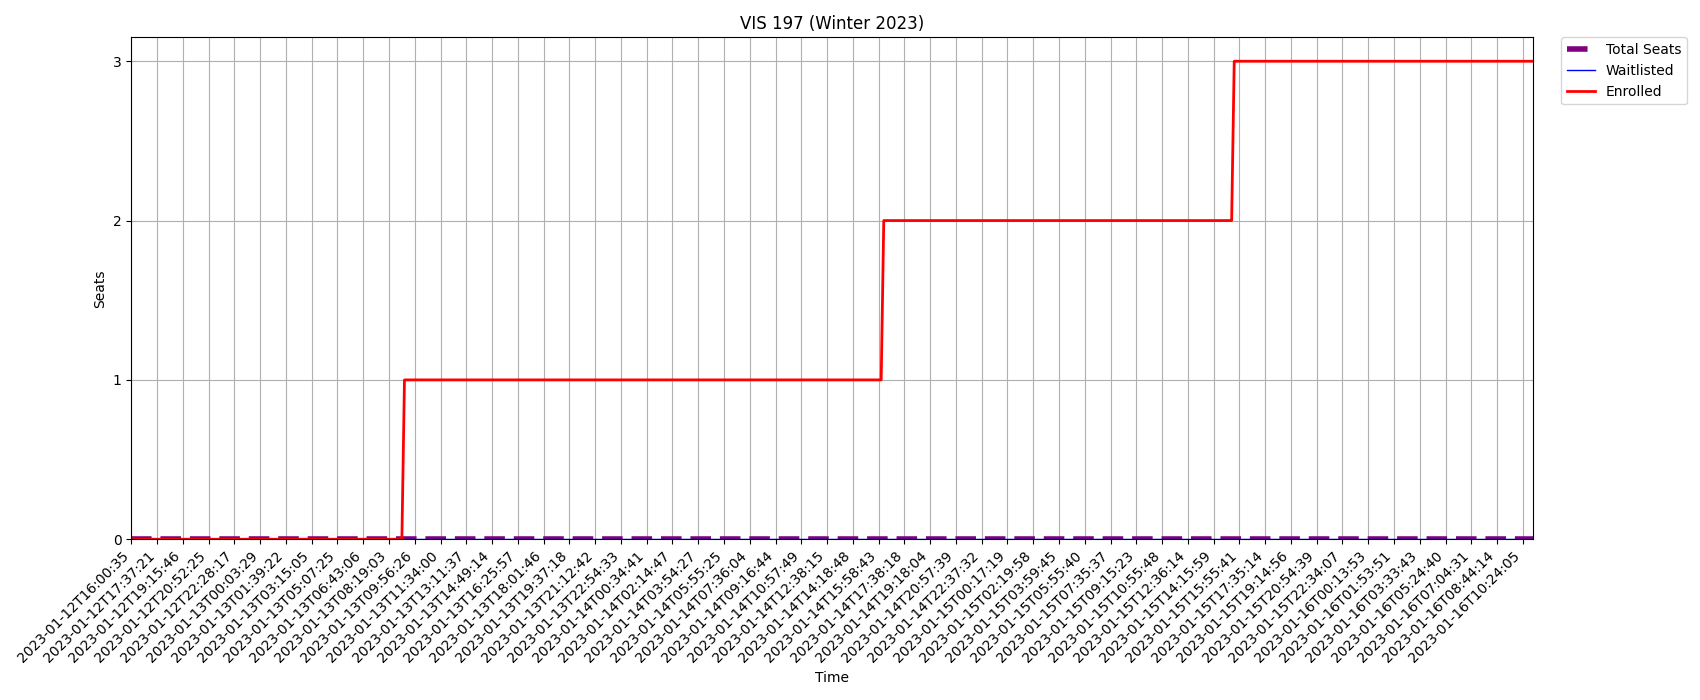 VIS 197 (Winter 2023)
Total Seats
Waitlisted
Enrolled
Seats
3
2
1
0
2023-01-12T16:00:35
2023-01-12T17:37:21
2023-01-12T19:15:46
2023-01-12T20:52:25
2023-01-12T22:28:17
2023-01-13T00:03:29
2023-01-13T01:39:22
2023-01-13T03:15:05
2023-01-13T05:07:25
2023-01-13T06:43:06
2023-01-13T08:19:03
2023-01-13T09:56:26
2023-01-13T11:34:00
2023-01-13T13:11:37
2023-01-13T14:49:14
2023-01-13T16:25:57
2023-01-13T18:01:46
2023-01-13T19:37:18
2023-01-13T21:12:42
2023-01-13T22:54:33
2023-01-14T00:34:41
2023-01-14T02:14:47
2023-01-14T03:54:27
2023-01-14T05:55:25
2023-01-14T07:36:04
2023-01-14T09:16:44
2023-01-14T10:57:49
2023-01-14T12:38:15
2023-01-14T14:18:48
2023-01-14T15:58:43
2023-01-14T17:38:18
2023-01-14T19:18:04
2023-01-14T20:57:39
2023-01-14T22:37:32
2023-01-15T00:17:19
2023-01-15T02:19:58
2023-01-15T03:59:45
2023-01-15T05:55:40
2023-01-15T07:35:37
2023-01-15T09:15:23
2023-01-15T10:55:48
2023-01-15T12:36:14
2023-01-15T14:15:59
2023-01-15T15:55:41
2023-01-15T17:35:14
2023-01-15T19:14:56
2023-01-15T20:54:39
2023-01-15T22:34:07
2023-01-16T00:13:53
2023-01-16T01:53:51
2023-01-16T03:33:43
2023-01-16T05:24:40
2023-01-16T07:04:31
2023-01-16T08:44:14
2023-01-16T10:24:05
Time